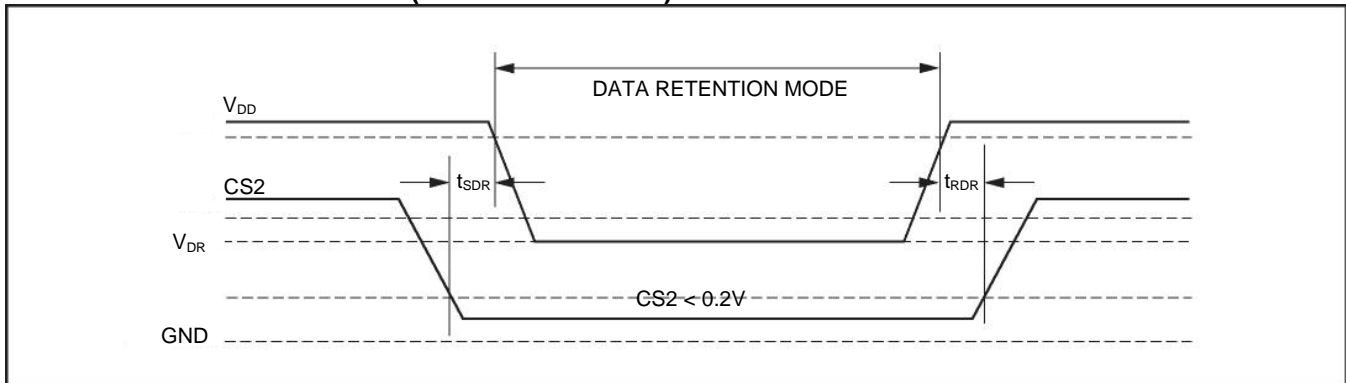 DATA RETENTION MODE
VDD
tSDR
tRDR
CS2
VDR
CS2 < 0.2V
GND